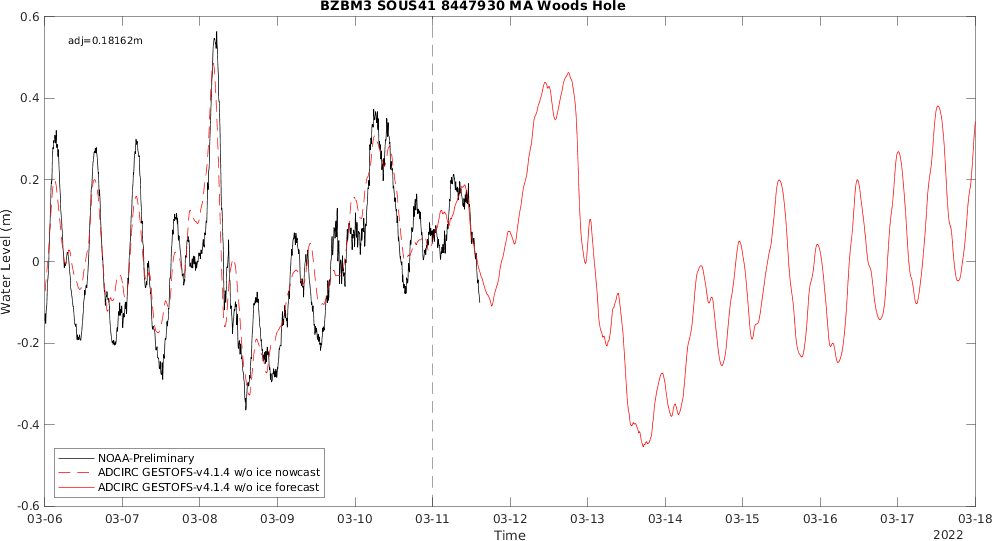 BZBM3 SOUS41 8447930 MA Woods Hole
adj=0.18162m
0.6
0.4
0.2
0
-0.2
-0.4
-0.6
Water Level (m)
NOAA-Preliminary
ADCIRC GESTOFS-v4.1.4 w/o ice nowcast
ADCIRC GESTOFS-v4.1.4 w/o ice forecast
03-06 03-07 03-08 03-09 03-10 03-11 03-12 03-13 03-14 03-15 03-16 03-17 03-18
Time
2022